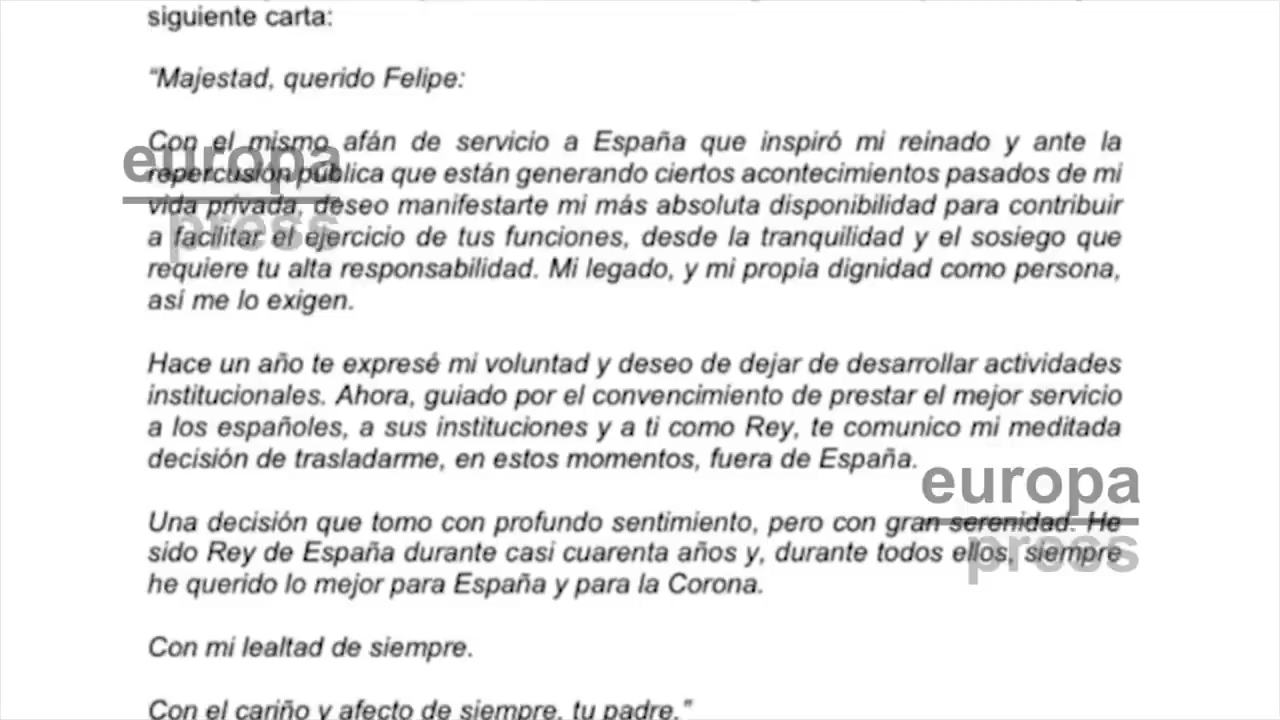 siguiente carta:
“Majestad, querido Felipe:
Con el mismo afán de servicio a España que inspiró mi reinado y ante la
repercusión pública que están generando ciertos acontecimientos pasados de mi
vida privada, deseo manifestarte mi más absoluta disponibilidad para contribuir
a facilitar el ejercicio de tus funciones, desde la tranquilidad y el sosiego que
requiere tu alta responsabilidad. Mi legado, y mi propia dignidad como persona,
así me lo exigen.
Hace un año te expresé mi voluntad y deseo de dejar de desarrollar actividades
institucionales. Ahora, guiado por el convencimiento de prestar el mejor servicio
a los españoles, a sus instituciones y a ti como Rey, te comunico mi meditada
decisión de trasladarme, en estos momentos, fuera de España.
Una decisión que tomo con profundo sentimiento, pero con gran serenidad. He
sido Rey de España durante casi cuarenta años y, durante todos ellos, siempre
he querido lo mejor para España y para la Corona.
Con mi lealtad de siempre.
Con el cariño y afecto de siempre, tu padre.”
europa
press
europa
press